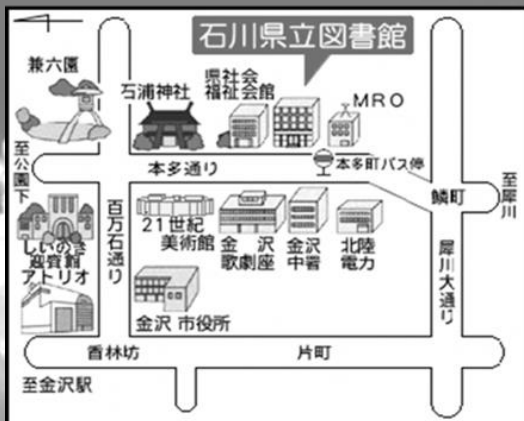 石川県立図書館
兼六園
石浦神社
県社会
福祉会館
MRO
至公園下
本多通り
本多町バス停
鱗町
至犀川
百万石通り
しいのき
迎賓館
アトリオ
21世紀
美術館
金沢
歌劇座
金沢
中署
北陸
電力
犀川大通り
金沢市役所
香林坊
片町
至金沢駅